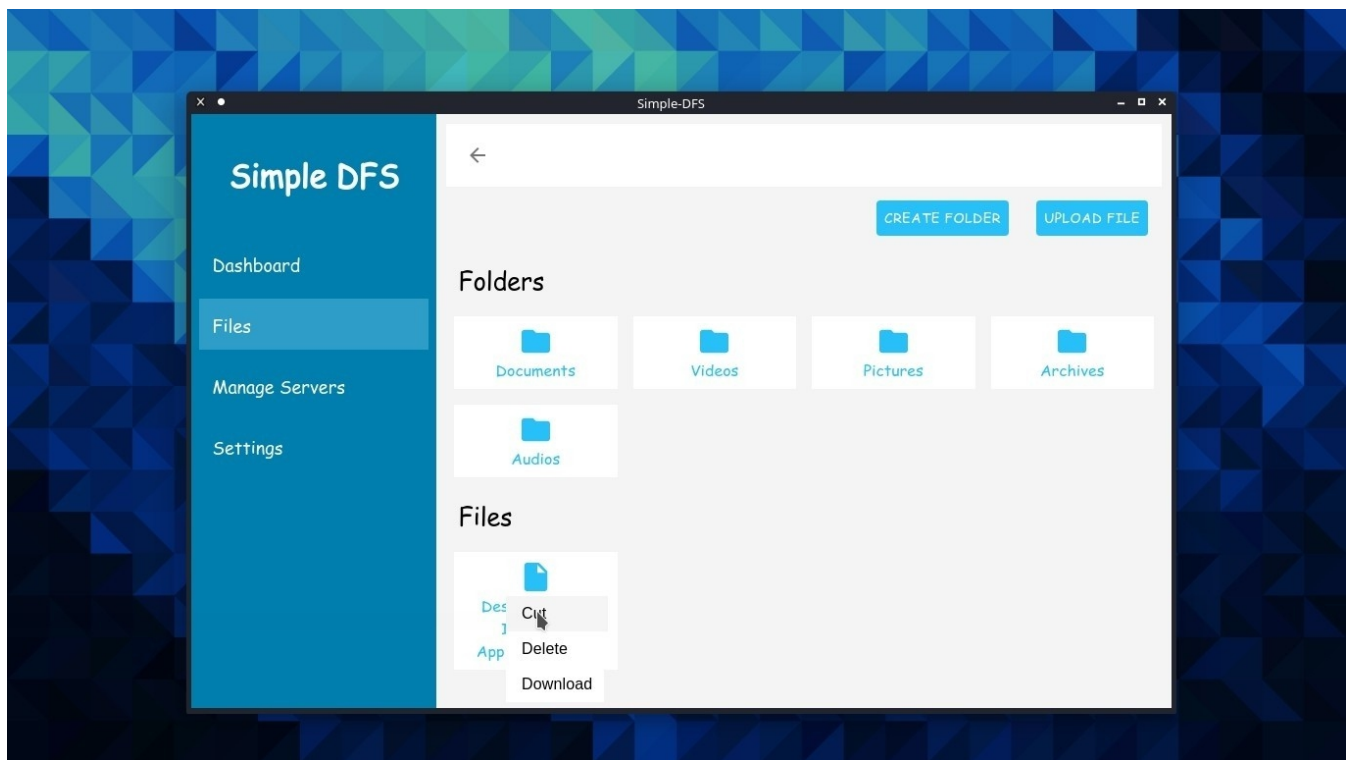 Simple-DFS
Simple DFS
Dashboard
Files
Manage Servers
Settings
CREATE FOLDER
UPLOAD FILE
Folders
Documents
Videos
Pictures
Archives
Audios
Files
Cut
Delete
Download